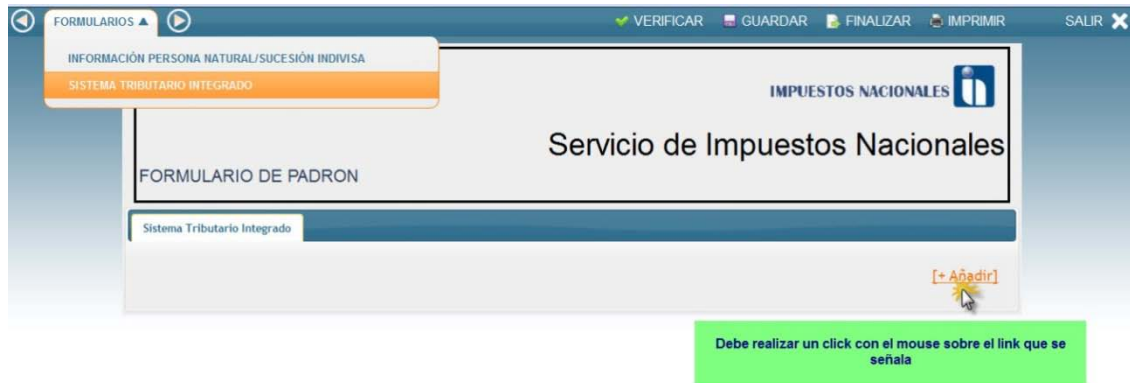 FORMULARIOS ▲ VERIFICAR GUARDAR FINALIZAR IMPRIMIR SALIR
INFORMACIÓN PERSONA NATURAL/SUCESIÓN INDIVISA
SISTEMA TRIBUTARIO INTEGRADO
IMPUESTOS NACIONALES
Servicio de Impuestos Nacionales
FORMULARIO DE PADRON
Sistema Tributario Integrado
[+ Añadir]
Debe realizar un click con el mouse sobre el link que se
señala